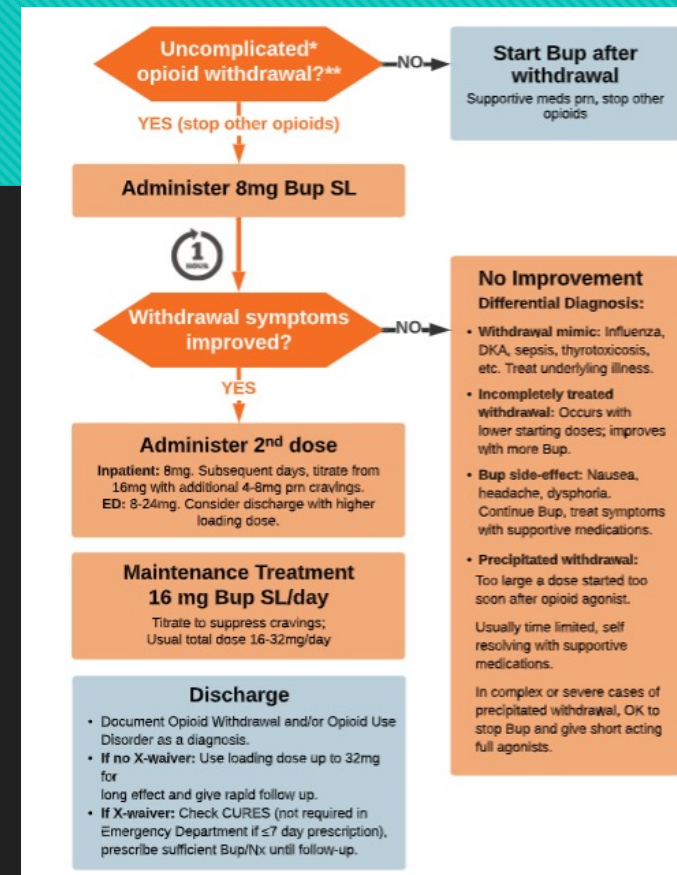 Uncomplicated*
opioid withdrawal?**
NO
Start Bup after
withdrawal
Supportive meds prn, stop other
opioids
YES (stop other opioids)
Administer 8mg Bup SL
1
HOUR
Withdrawal symptoms
improved?
NO
No Improvement
Differential Diagnosis:
• Withdrawal mimic: Influenza,
DKA, sepsis, thyrotoxicosis,
etc. Treat underlyling illness.
• Incompletely treated
withdrawal: Occurs with
lower starting doses; improves
with more Bup.
• Bup side-effect: Nausea,
headache, dysphoria.
Continue Bup, treat symptoms
with supportive medications.
• Precipitated withdrawal:
Too large a dose started too
soon after opioid agonist.
Usually time limited, self
resolving with supportive
medications.
In complex or severe cases of
precipitated withdrawal, OK to
stop Bup and give short acting
full agonists.
YES
Administer 2nd dose
Inpatient: 8mg. Subsequent days, titrate from
16mg with additional 4-8mg prn cravings.
ED: 8-24mg. Consider discharge with higher
loading dose.
Maintenance Treatment
16 mg Bup SL/day
Titrate to suppress cravings;
Usual total dose 16-32mg/day
Discharge
• Document Opioid Withdrawal and/or Opioid Use
Disorder as a diagnosis.
• If no X-waiver: Use loading dose up to 32mg
for
long effect and give rapid follow up.
• If X-waiver: Check CURES (not required in
Emergency Department if ≤7 day prescription),
prescribe sufficient Bup/Nx until follow-up.